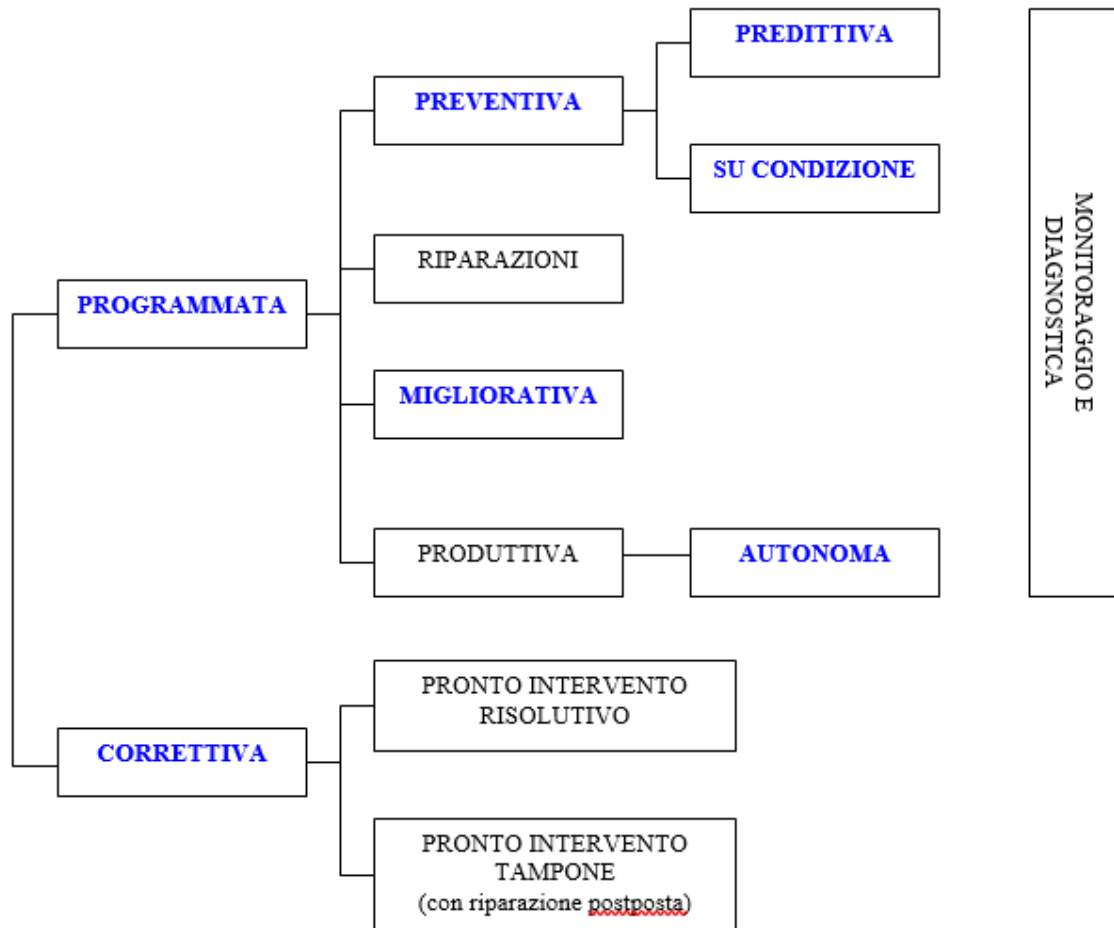 PREDITTIVA
PREVENTIVA
SU CONDIZIONE
RIPARAZIONI
PROGRAMMATA
MIGLIORATIVA
PRODUTTIVA
AUTONOMA
MONITORAGGIO E
DIAGNOSTICA
PRONTO INTERVENTO
RISOLUTIVO
CORRETTIVA
PRONTO INTERVENTO
TAMPONE
(con riparazione postposta)